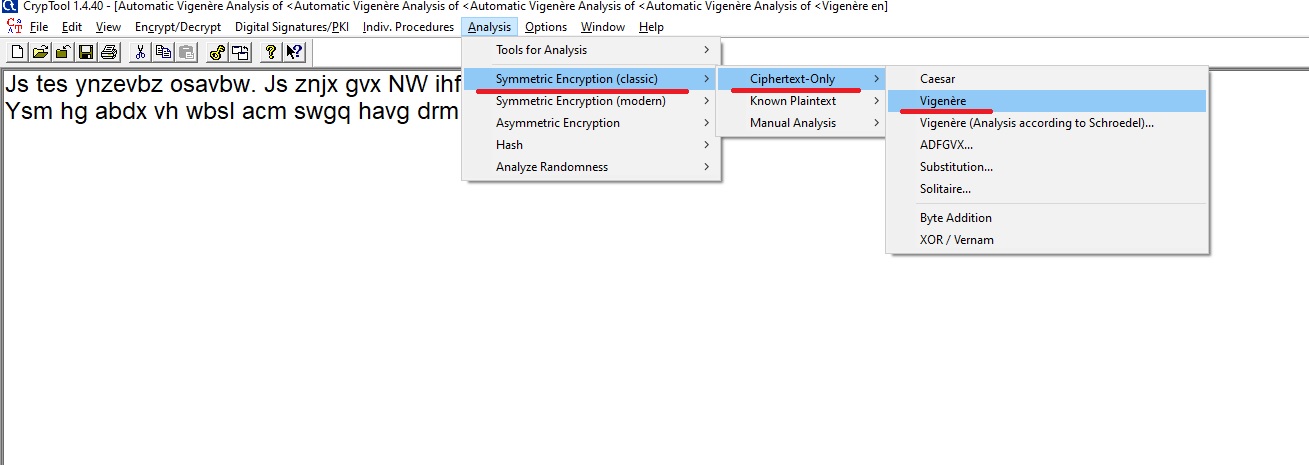 CrypTool 1.4.40 - [Automatic Vigenère Analysis of <Automatic Vigenère Analysis of <Automatic Vigenère Analysis of <Automatic Vigenère Analysis of <Vigenère en]
File Edit View Encrypt/Decrypt Digital Signatures/PKI Indiv. Procedures Analysis Options Window Help
Tools for Analysis
Js tes ynzevbz osavbw. Js znjx gvx NW ihf
Symmetric Encryption (classic) Ciphertext-Only Caesar
Ysm hg abdx vh wbsl acm swgq havg drm
Symmetric Encryption (modern) Known Plaintext Vigenère
Asymmetric Encryption Manual Analysis Vigenère (Analysis according to Schroedel)...
Hash ADFGVX...
Analyze Randomness Substitution...
Solitaire...
Byte Addition
XOR / Vernam